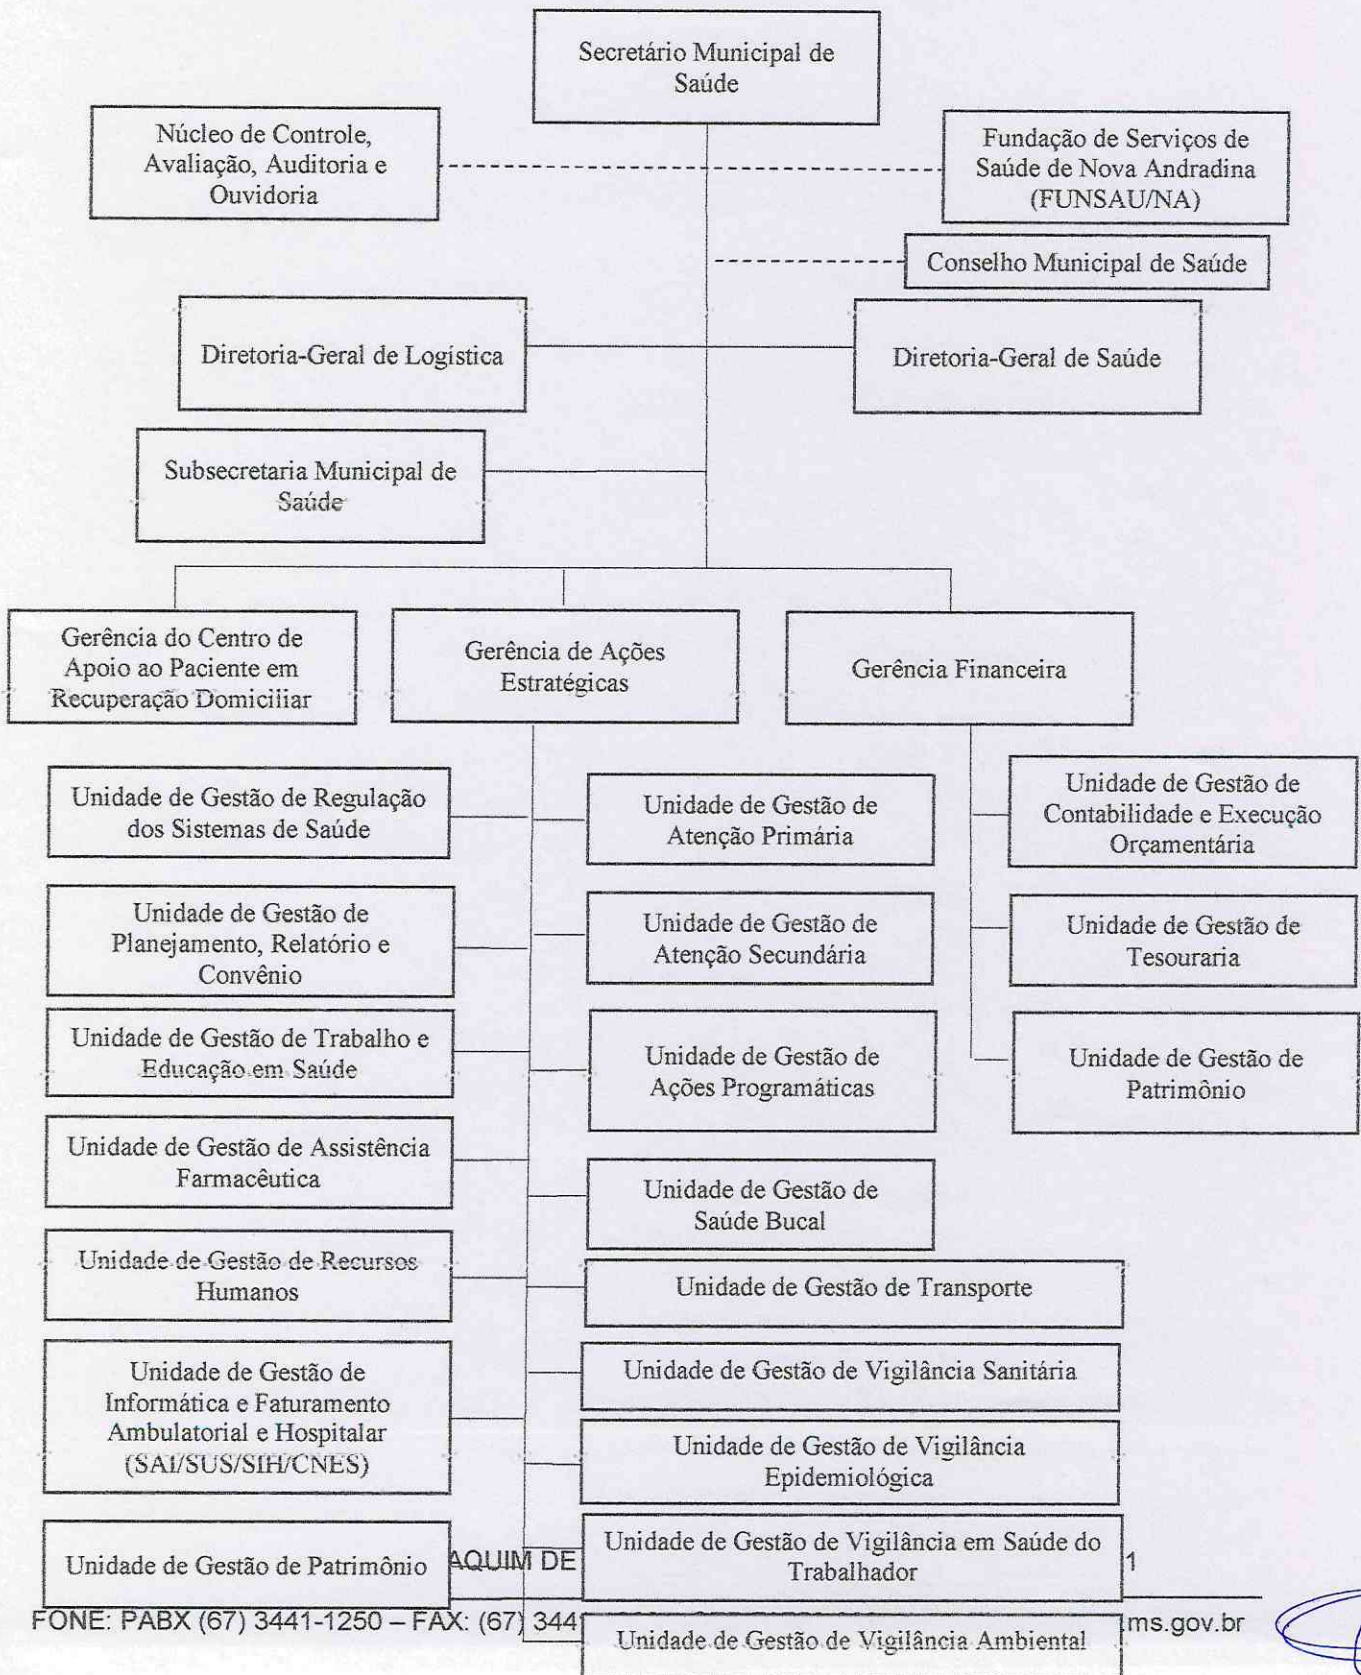 Secretário Municipal de
Saúde
Núcleo de Controle,
Avaliação, Auditoria e
Ouvidoria
Fundação de Serviços de
Saúde de Nova Andradina
(FUNSAU/NA)
Conselho Municipal de Saúde
Diretoria-Geral de Logística
Diretoria-Geral de Saúde
Subsecretaria Municipal de
Saúde
Gerência do Centro de
Apoio ao Paciente em
Recuperação Domiciliar
Gerência de Ações
Estratégicas
Gerência Financeira
Unidade de Gestão de Regulação
dos Sistemas de Saúde
Unidade de Gestão de
Atenção Primária
Unidade de Gestão de
Contabilidade e Execução
Orçamentária
Unidade de Gestão de
Planejamento, Relatório e
Convênio
Unidade de Gestão de
Atenção Secundária
Unidade de Gestão de
Tesouraria
Unidade de Gestão de Trabalho e
Educação em Saúde
Unidade de Gestão de
Ações Programáticas
Unidade de Gestão de
Patrimônio
Unidade de Gestão de Assistência
Farmacêutica
Unidade de Gestão de
Saúde Bucal
Unidade de Gestão de Recursos
Humanos
Unidade de Gestão de Transporte
Unidade de Gestão de
Informática e Faturamento
Ambulatorial e Hospitalar
(SAI/SUS/SIH/CNES)
Unidade de Gestão de Vigilância Sanitária
Unidade de Gestão de Vigilância
Epidemiológica
Unidade de Gestão de Patrimônio
AQUIM DE
Unidade de Gestão de Vigilância em Saúde do
Trabalhador
1
FONE: PABX (67) 3441-1250 – FAX: (67) 344
ms.gov.br
Unidade de Gestão de Vigilância Ambiental